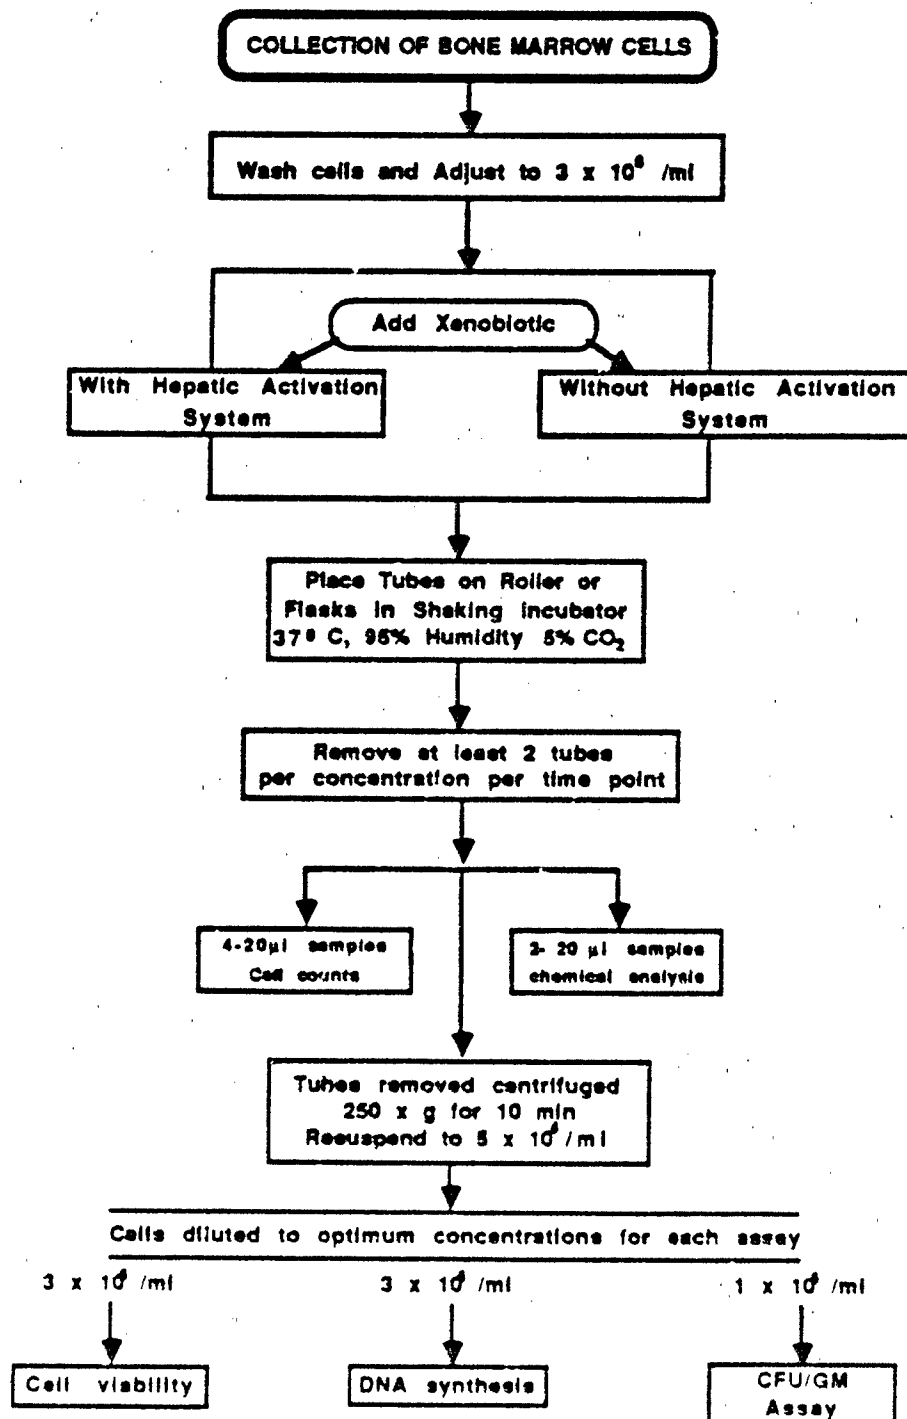 COLLECTION OF BONE MARROW CELLS
Wash cells and Adjust to 3 x 10⁶ /ml
Add Xenobiotic
With Hepatic Activation
System
Without Hepatic Activation
System
Place Tubes on Roller or
Flasks in Shaking Incubator
37° C, 95% Humidity 5% CO₂
Remove at least 2 tubes
per concentration per time point
4-20µl samples
Cell counts
2- 20 µl samples
chemical analysis
Tubes removed centrifuged
250 x g for 10 min
Resuspend to 5 x 10⁶/ml
Cells diluted to optimum concentrations for each assay
3 x 10⁶ /ml
3 x 10⁶ /ml
1 x 10⁶ /ml
Cell viability
DNA synthesis
CFU/GM
Assay